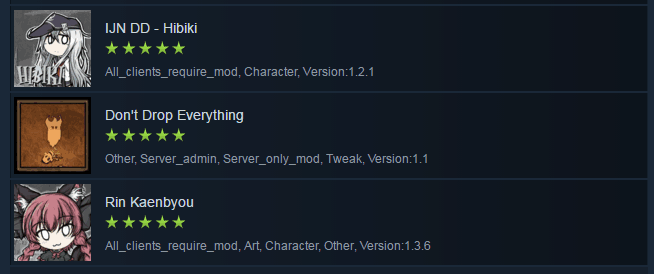 HIBIKI
IJN DD - Hibiki
All_clients_require_mod, Character, Version:1.2.1
Don't Drop Everything
Other, Server_admin, Server_only_mod, Tweak, Version:1.1
Rin Kaenbyou
All_clients_require_mod, Art, Character, Other, Version:1.3.6